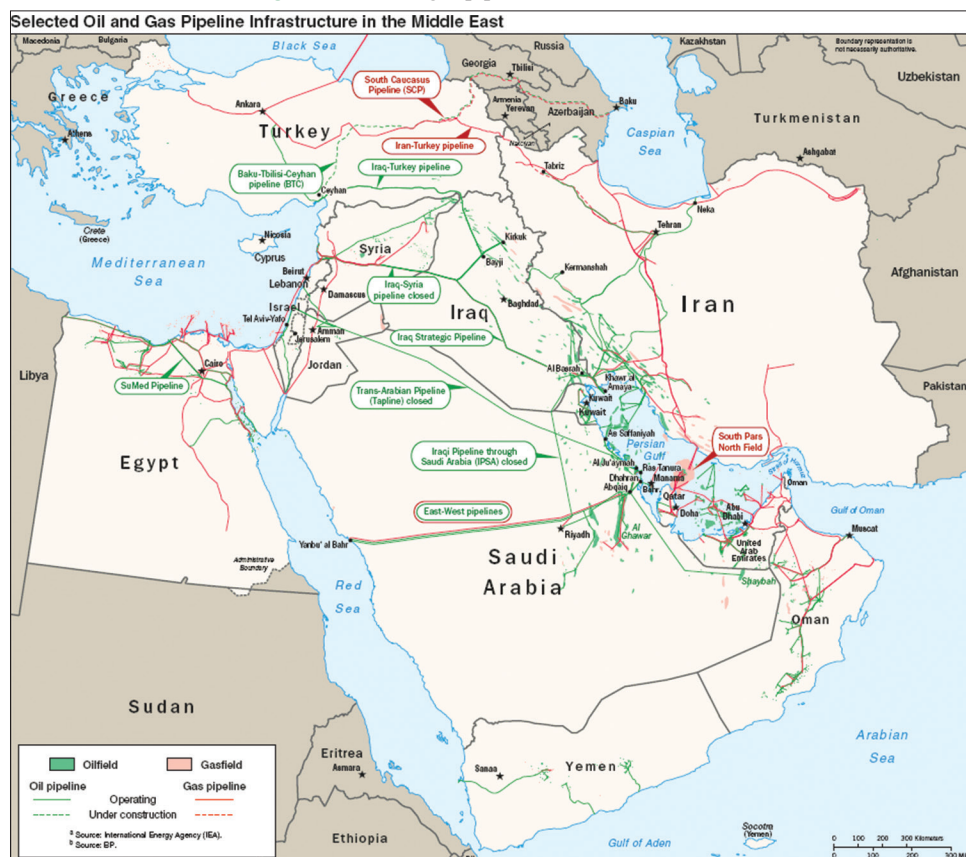 Selected Oil and Gas Pipeline Infrastructure in the Middle East
Macedonia
Bulgaria
Black Sea
Russia
Kazakhstan
Boundary representation is
not necessarily authoritative.
Georgia
Tbilisi
Uzbekistan
Greece
Ankara
South Caucasus
Pipeline (SCP)
Armenia
Yerevan
Azerbaijan
Baku
Turkmenistan
Athens
Turkey
Caspian
Sea
Iran-Turkey pipeline
Ashgabat
Baku-Tbilisi-Ceyhan
pipeline (BTC)
Iraq-Turkey pipeline
Tabriz
Ceyhan
Neka
Crete
(Greece)
Nicosia
Cyprus
Syria
Kirkuk
Tehran
Mediterranean
Sea
Beirut
Lebanon
Bayji
Kermanshah
Afghanistan
Damascus
Iraq-Syria
pipeline closed
Baghdad
Iran
Israel
Iraq
Tel Aviv-Yafo
Amman
Jerusalem
Iraq Strategic Pipeline
Libya
Cairo
Jordan
Al Basrah
Khawr al
Amaya
Pakistan
SuMed Pipeline
Trans-Arabian Pipeline
(Tapline) closed
Kuwait
Kuwait
As Saffaniyah
Persian
Gulf
South Pars
North Field
Egypt
Iraqi Pipeline through
Saudi Arabia (IPSA) closed
Al Ju'aymah
Ras Tanura
Dhahran
Manama
Abqaiq
Bahr.
Strait of Hormuz
Oman
Qatar
Doha
Abu
Dhabi
Gulf of Oman
East-West pipelines
Al
Ghawar
Muscat
Yanbu' al Bahr
Riyadh
United
Arab
Emirates
Administrative
Boundary
Saudi
Arabia
Shaybah
Red
Sea
Oman
Sudan
Arabian
Sea
Eritrea
Asmara
Sanaa
Yemen
Oilfield
Gasfield
Oil pipeline
Gas pipeline
Operating
Under construction
a Source: International Energy Agency (IEA).
b Source: BP.
Ethiopia
Gulf of Aden
Socotra
(Yemen)
0 100 200 300 Kilometers
0 100 200